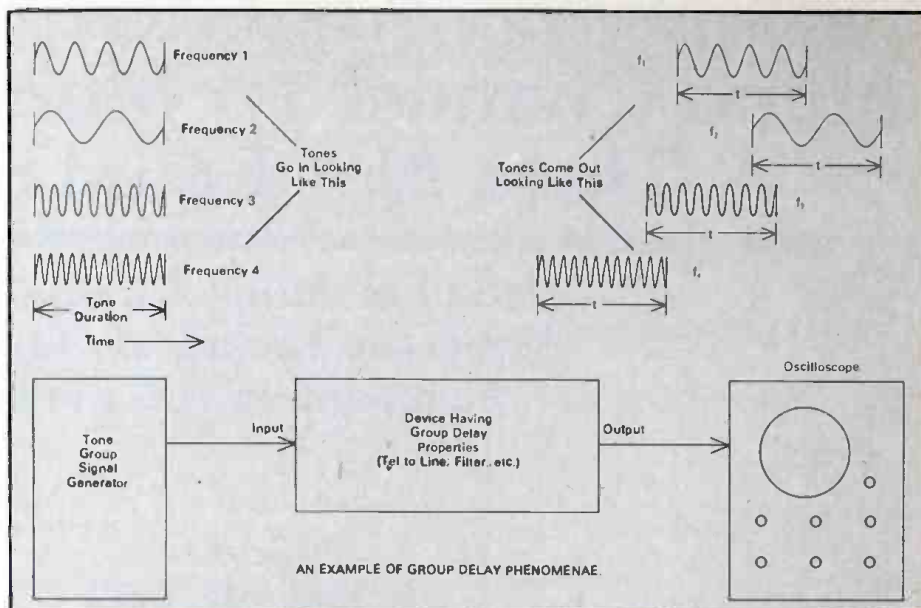 Frequency 1
Frequency 2
Frequency 3
Frequency 4
Tones
Go In Looking
Like This
Tone
Duration
Time
f₁
t
f₂
t
Tones Come Out
Looking Like This
f₃
t
f₄
t
Tone
Group
Signal
Generator
Input
Device Having
Group Delay
Properties
(Tel to Line, Filter, etc.)
Output
Oscilloscope
AN EXAMPLE OF GROUP DELAY PHENOMENAE.